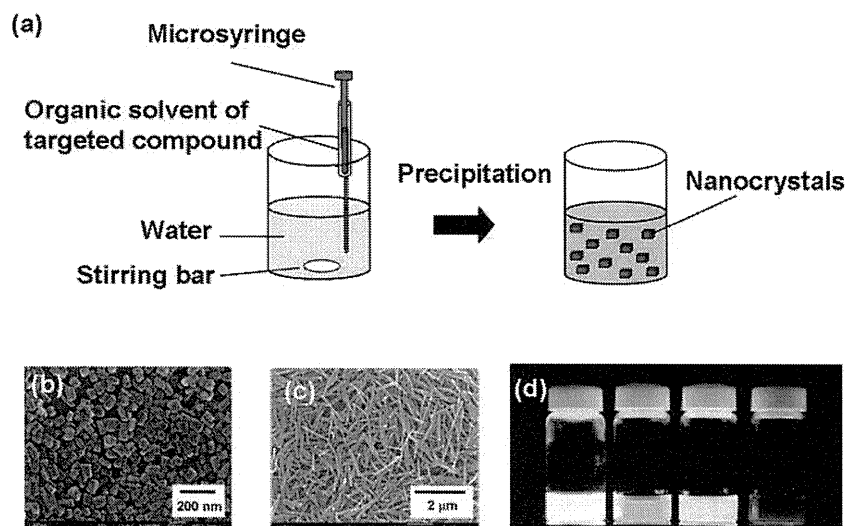 (a)
Microsyringe
Organic solvent of
targeted compound
Water
Stirring bar
Precipitation
Nanocrystals
(b)
200 nm
(c)
2 μm
(d)